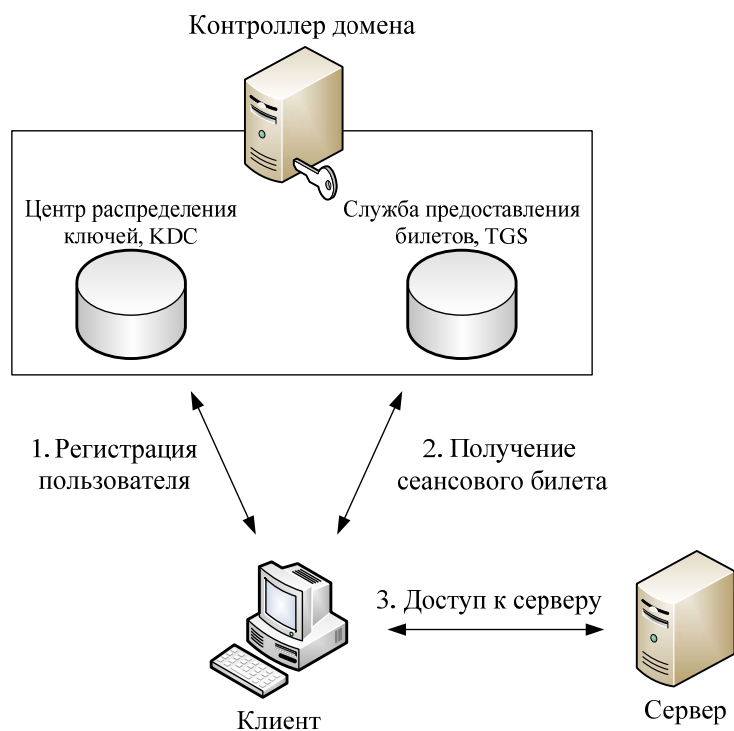 Контроллер домена
Центр распределения
ключей, KDC
Служба предоставления
билетов, TGS
1. Регистрация
пользователя
2. Получение
сеансового билета
3. Доступ к серверу
Клиент
Сервер